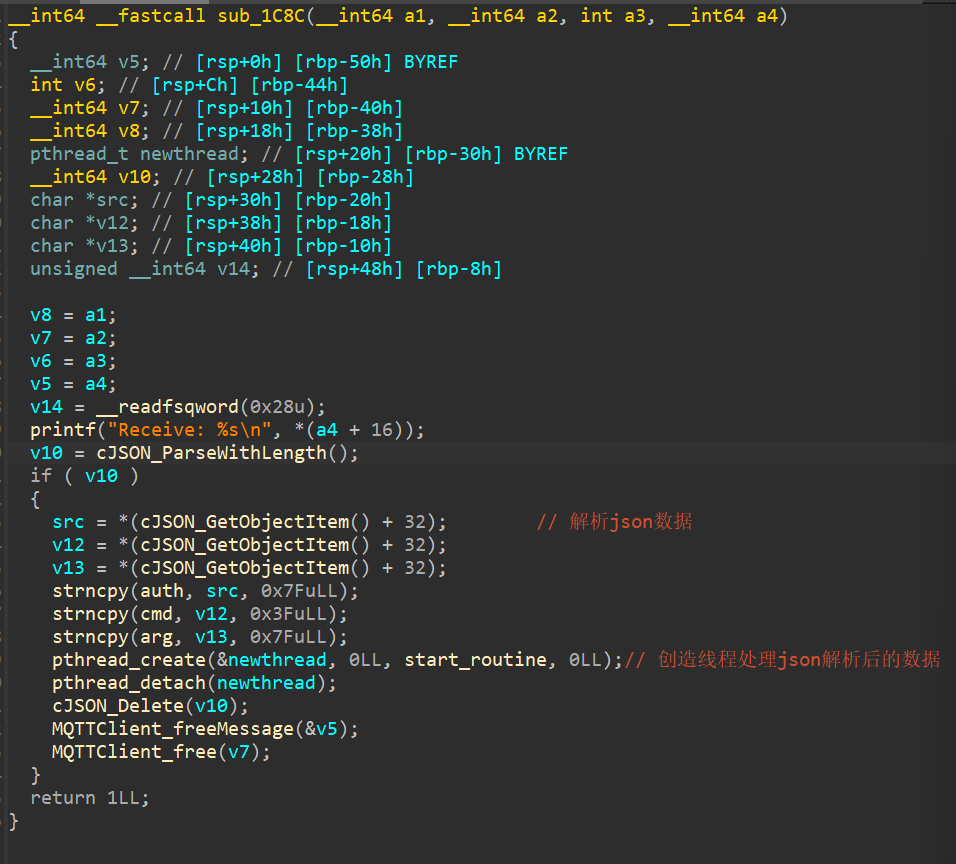 __int64 __fastcall sub_1C8C(__int64 a1, __int64 a2, int a3, __int64 a4)
{
  __int64 v5; // [rsp+0h] [rbp-50h] BYREF
  int v6; // [rsp+Ch] [rbp-44h]
  __int64 v7; // [rsp+10h] [rbp-40h]
  __int64 v8; // [rsp+18h] [rbp-38h]
  pthread_t newthread; // [rsp+20h] [rbp-30h] BYREF
  __int64 v10; // [rsp+28h] [rbp-28h]
  char *src; // [rsp+30h] [rbp-20h]
  char *v12; // [rsp+38h] [rbp-18h]
  char *v13; // [rsp+40h] [rbp-10h]
  unsigned __int64 v14; // [rsp+48h] [rbp-8h]

  v8 = a1;
  v7 = a2;
  v6 = a3;
  v5 = a4;
  v14 = __readfsqword(0x28u);
  printf("Receive: %s\n", *(a4 + 16));
  v10 = cJSON_ParseWithLength();
  if ( v10 )
  {
    src = *(cJSON_GetObjectItem() + 32);        // 解析json数据
    v12 = *(cJSON_GetObjectItem() + 32);
    v13 = *(cJSON_GetObjectItem() + 32);
    strncpy(auth, src, 0x7FuLL);
    strncpy(cmd, v12, 0x3FuLL);
    strncpy(arg, v13, 0x7FuLL);
    pthread_create(&newthread, 0LL, start_routine, 0LL);// 创造线程处理json解析后的数据
    pthread_detach(newthread);
    cJSON_Delete(v10);
    MQTTClient_freeMessage(&v5);
    MQTTClient_free(v7);
  }
  return 1LL;
}